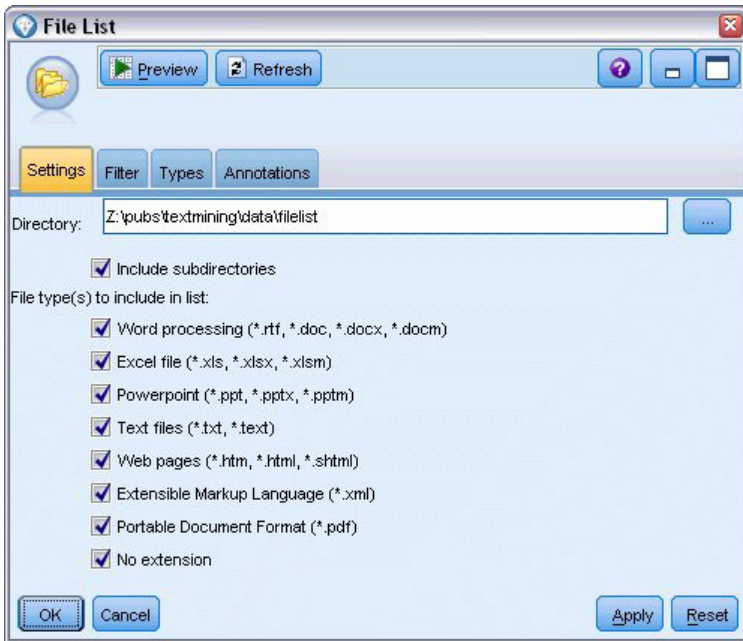 File List
Preview Refresh ?
Settings Filter Types Annotations
Directory: Z:\pubs\textmining\data\filelist ...
Include subdirectories
File type(s) to include in list:
Word processing (*.rtf, *.doc, *.docx, *.docm)
Excel file (*.xls, *.xlsx, *.xlsm)
Powerpoint (*.ppt, *.pptx, *.pptm)
Text files (*.txt, *.text)
Web pages (*.htm, *.html, *.shtml)
Extensible Markup Language (*.xml)
Portable Document Format (*.pdf)
No extension
OK Cancel Apply Reset